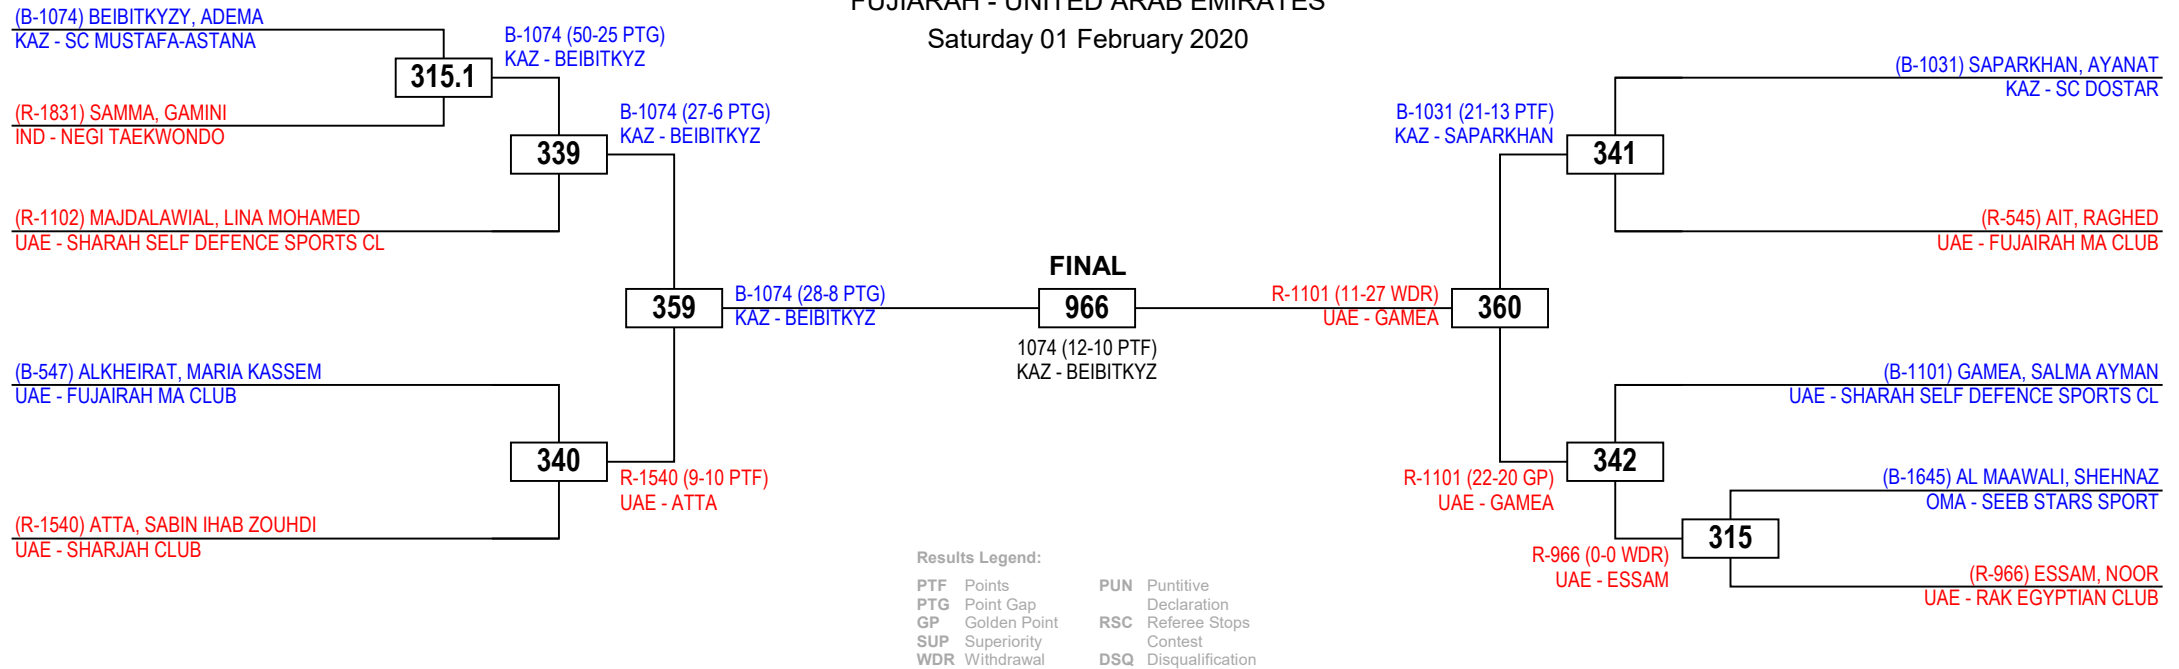 FUJIARAH - UNITED ARAB EMIRATES
Saturday 01 February 2020
(B-1074) BEIBITKYZY, ADEMA
KAZ - SC MUSTAFA-ASTANA
315.1
(R-1831) SAMMA, GAMINI
IND - NEGI TAEKWONDO
B-1074 (50-25 PTG)
KAZ - BEIBITKYZ
339
(R-1102) MAJDALAWIAL, LINA MOHAMED
UAE - SHARAH SELF DEFENCE SPORTS CL
B-1074 (27-6 PTG)
KAZ - BEIBITKYZ
359
B-1074 (28-8 PTG)
KAZ - BEIBITKYZ
(B-547) ALKHEIRAT, MARIA KASSEM
UAE - FUJAIRAH MA CLUB
340
(R-1540) ATTA, SABIN IHAB ZOUHDI
UAE - SHARJAH CLUB
R-1540 (9-10 PTF)
UAE - ATTA
FINAL
966
1074 (12-10 PTF)
KAZ - BEIBITKYZ
(B-1031) SAPARKHAN, AYANAT
KAZ - SC DOSTAR
B-1031 (21-13 PTF)
KAZ - SAPARKHAN
341
(R-545) AIT, RAGHED
UAE - FUJAIRAH MA CLUB
R-1101 (11-27 WDR)
UAE - GAMEA
360
(B-1101) GAMEA, SALMA AYMAN
UAE - SHARAH SELF DEFENCE SPORTS CL
342
R-1101 (22-20 GP)
UAE - GAMEA
(B-1645) AL MAAWALI, SHEHNAZ
OMA - SEEB STARS SPORT
315
R-966 (0-0 WDR)
UAE - ESSAM
(R-966) ESSAM, NOOR
UAE - RAK EGYPTIAN CLUB
Results Legend:
PTF Points
PTG Point Gap
GP Golden Point
SUP Superiority
WDR Withdrawal
PUN Puntitive
Declaration
RSC Referee Stops
Contest
DSQ Disqualification